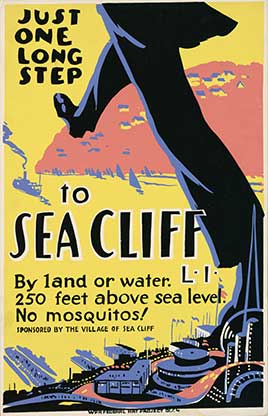 JUST
ONE
LONG
STEP
to
SEA CLIFF
L.I.
By land or water.
250 feet above sea level.
No mosquitos!
SPONSORED BY THE VILLAGE OF SEA CLIFF